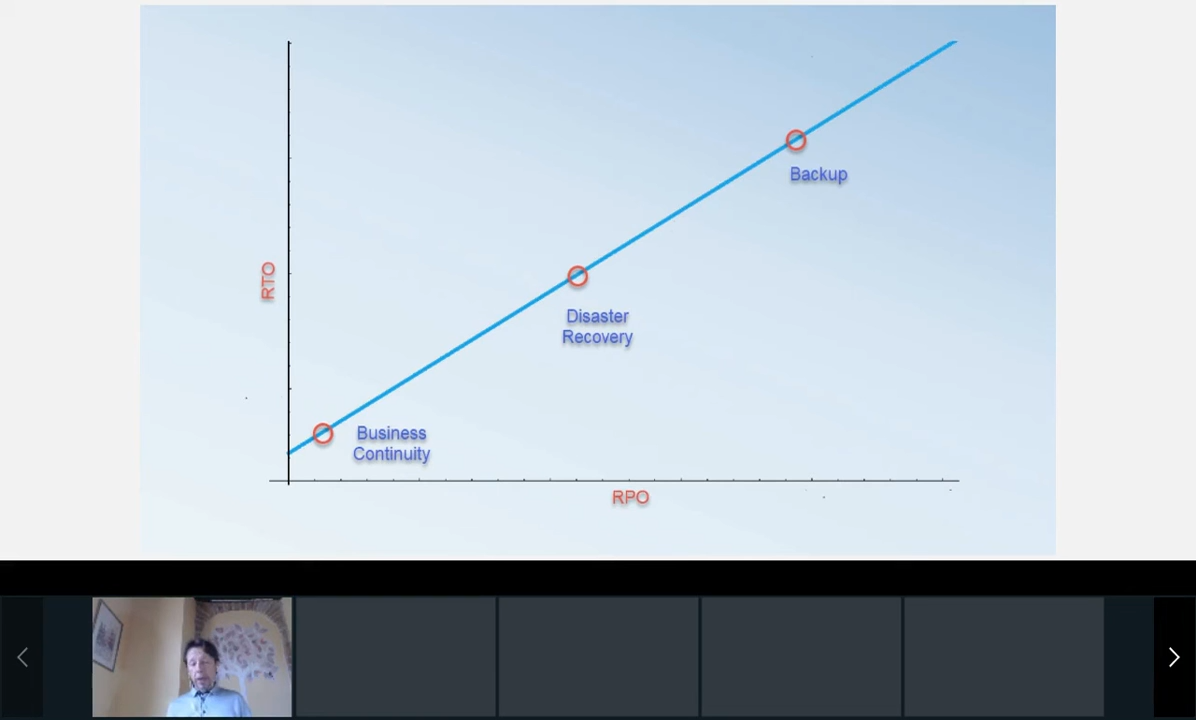 Backup
RTO
Disaster
Recovery
Business
Continuity
RPO